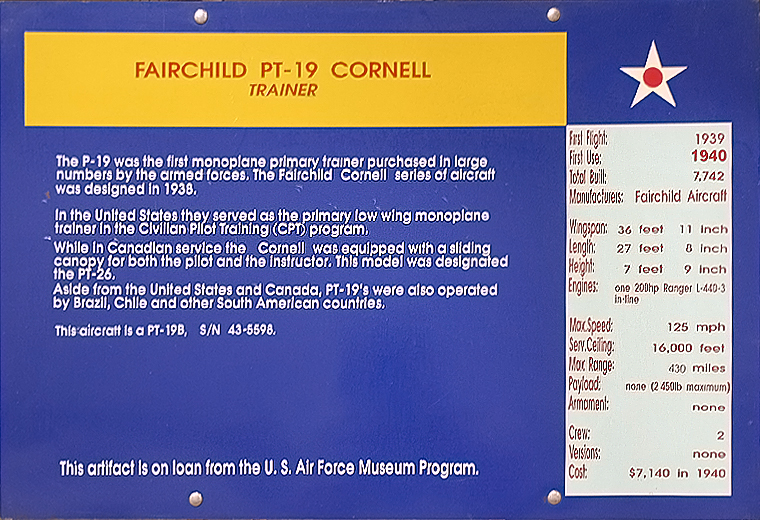 FAIRCHILD PT-19 CORNELL
TRAINER
The P-19 was the first monoplane primary trainer purchased in large
numbers by the armed forces. The Fairchild Cornell series of aircraft
was designed in 1938.
In the United States they served as the primary low wing monoplane
trainer in the Civilian Pilot Training (CPT) program.
While in Canadian service the Cornell was equipped with a sliding
canopy for both the pilot and the instructor. This model was designated
the PT-26.
Aside from the United States and Canada, PT-19's were also operated
by Brazil, Chile and other South American countries.
This aircraft is a PT-19B, S/N 43-5598.
This artifact is on loan from the U. S. Air Force Museum Program.
First Flight: 1939
First Use: 1940
Total Built: 7,742
Manufacturers: Fairchild Aircraft
Wingspan: 36 feet 11 inch
Length: 27 feet 8 inch
Height: 7 feet 9 inch
Engines: one 200hp Ranger L-440-3
in-line
Max.Speed: 125 mph
Serv.Ceiling: 16,000 feet
Max Range: 430 miles
Payload: none (2 450lb maximum)
Armament: none
Crew: 2
Versions: none
Cost: $7,140 in 1940